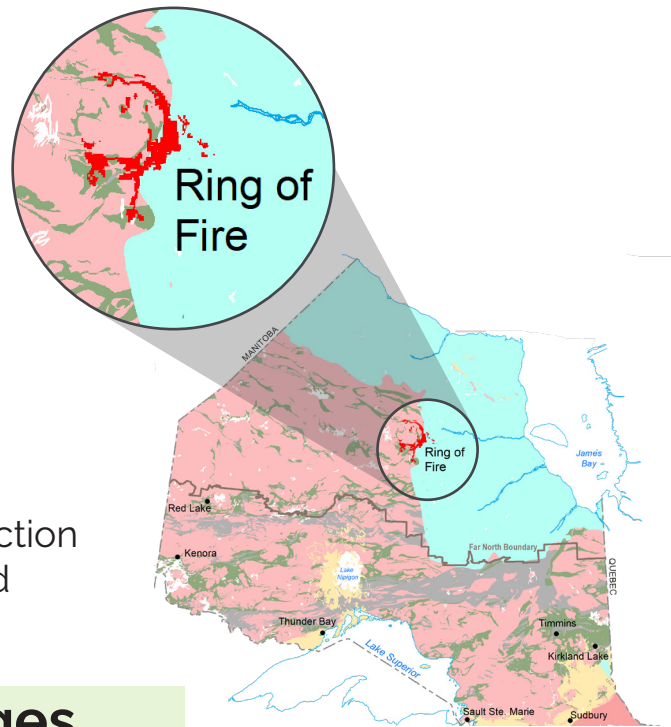 Ring of
Fire
MANITOBA
Ring of
Fire
James
Bay
Red Lake
ction
Kenora
d
Far North Boundary
QUEBEC
Lake
Nipigon
Thunder Bay
Timmins
Kirkland Lake
Lake Superior
Sault Ste. Marie
Sudbury
ges